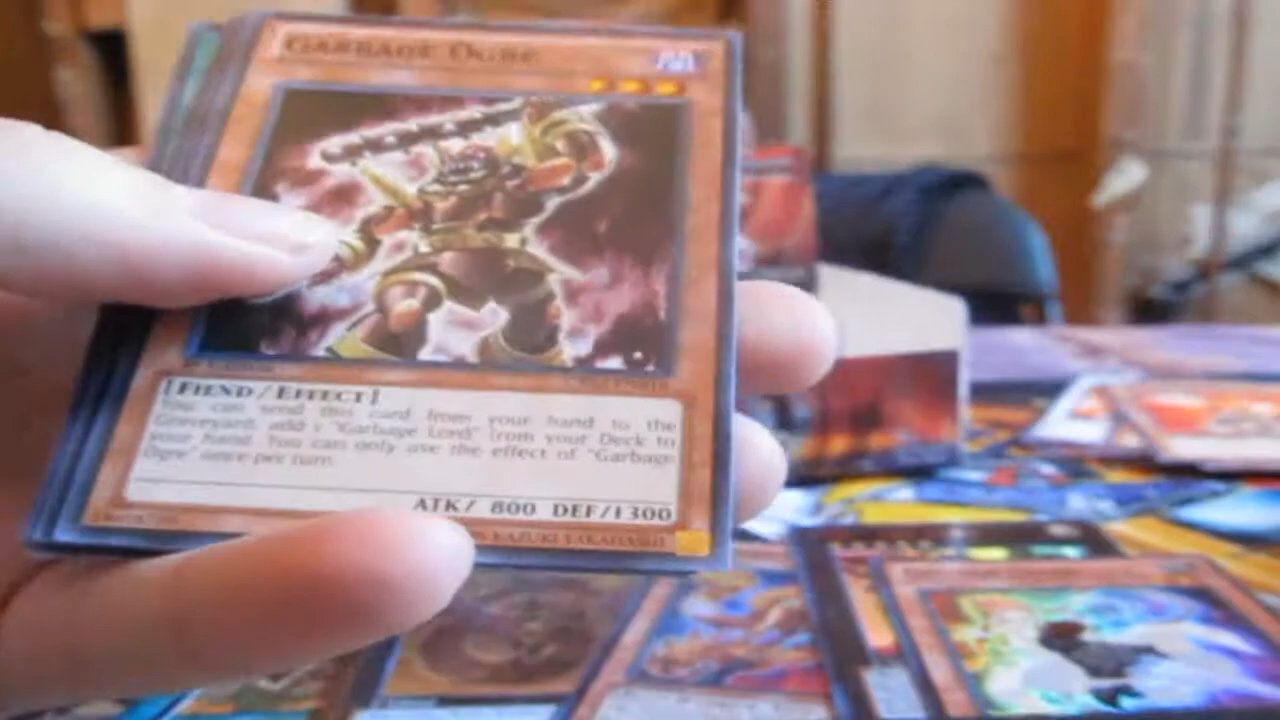 GARBAGE OGRE
[FIEND / EFFECT]
You can send this card from your hand to the
Graveyard; add 1 "Garbage Lord" from your Deck to
your hand. You can only use the effect of "Garbage
Ogre" once per turn.
ATK/ 800 DEF/1300
KAZUKI TAKAHASHI